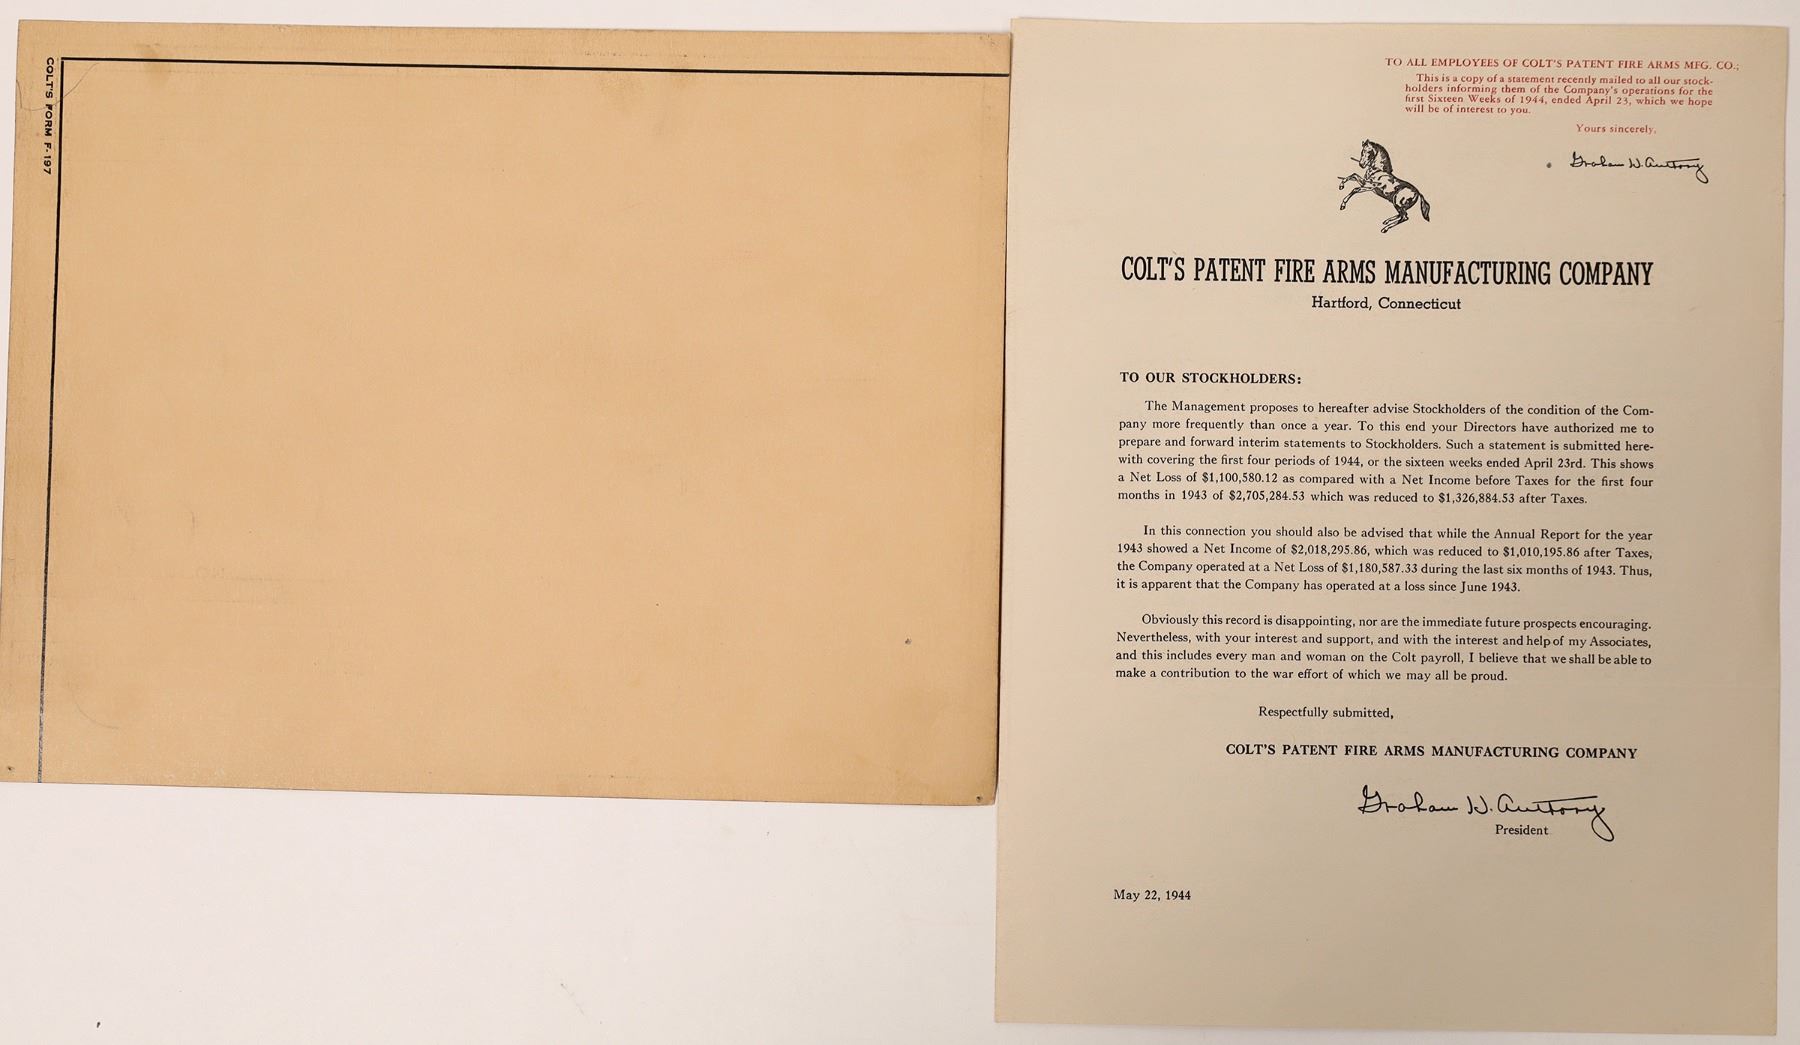 COLT'S FORM F-197
TO ALL EMPLOYEES OF COLT'S PATENT FIRE ARMS MFG. CO.;
This is a copy of a statement recently mailed to all our stock-
holders informing them of the Company's operations for the
first Sixteen Weeks of 1944, ended April 23, which we hope
will be of interest to you.
Yours sincerely,
Graham H. Anthony
COLT'S PATENT FIRE ARMS MANUFACTURING COMPANY
Hartford, Connecticut
TO OUR STOCKHOLDERS:
The Management proposes to hereafter advise Stockholders of the condition of the Com-
pany more frequently than once a year. To this end your Directors have authorized me to
prepare and forward interim statements to Stockholders. Such a statement is submitted here-
with covering the first four periods of 1944, or the sixteen weeks ended April 23rd. This shows
a Net Loss of $1,100,580.12 as compared with a Net Income before Taxes for the first four
months in 1943 of $2,705,284.53 which was reduced to $1,326,884.53 after Taxes.
In this connection you should also be advised that while the Annual Report for the year
1943 showed a Net Income of $2,018,295.86, which was reduced to $1,010,195.86 after Taxes,
the Company operated at a Net Loss of $1,180,587.33 during the last six months of 1943. Thus,
it is apparent that the Company has operated at a loss since June 1943.
Obviously this record is disappointing, nor are the immediate future prospects encouraging.
Nevertheless, with your interest and support, and with the interest and help of my Associates,
and this includes every man and woman on the Colt payroll, I believe that we shall be able to
make a contribution to the war effort of which we may all be proud.
Respectfully submitted,
COLT'S PATENT FIRE ARMS MANUFACTURING COMPANY
Graham H. Anthony
President
May 22, 1944